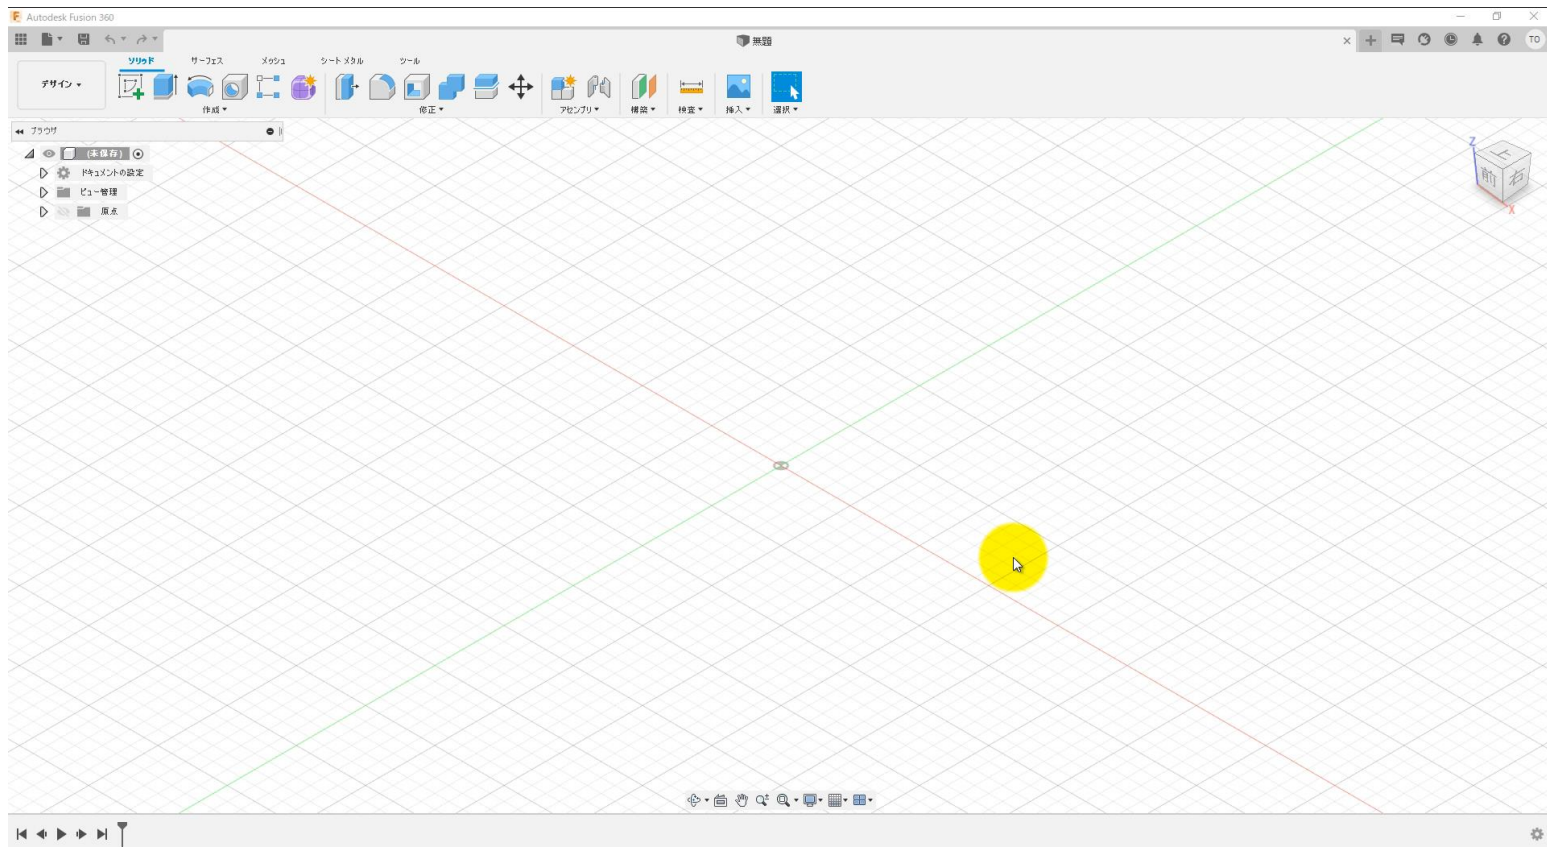 Autodesk Fusion 360
無題
TO
ソリッド サーフェス メッシュ シート メタル ツール
デザイン
作成 修正 アセンブリ 構築 検査 挿入 選択
ブラウザ
(未保存)
ドキュメントの設定
ビュー管理
原点
Z
上
前 右
X